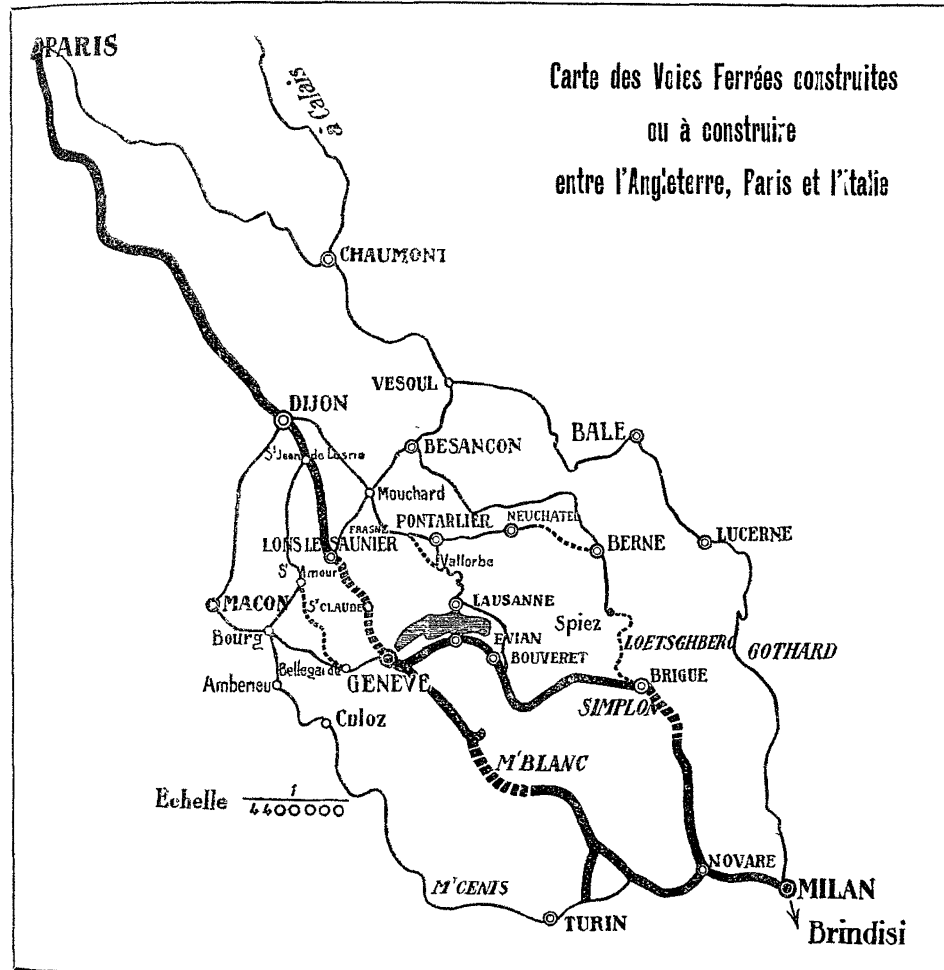 PARIS
à Calais
Carte des Voies Ferrées construites
ou à construire
entre l'Angleterre, Paris et l'Italie
CHAUMONT
VESOUL
DIJON
BALE
BESANCON
St Jean de Losne
Mouchard
NEUCHATEL
PONTARLIER
FRASNE
LUCERNE
BERNE
LONS LE SAUNIER
Vallorbe
St Amour
LAUSANNE
MACON
St CLAUDE
Spiez
Bourg
EVIAN
LOETSGHBERG
GOTHARD
BOUVERET
Bellegarde
GENEVE
BRIGUE
Amberieu
SIMPLON
Culoz
Mt BLANC
Echelle 1
4400000
NOVARE
Mt CENIS
MILAN
TURIN
Brindisi